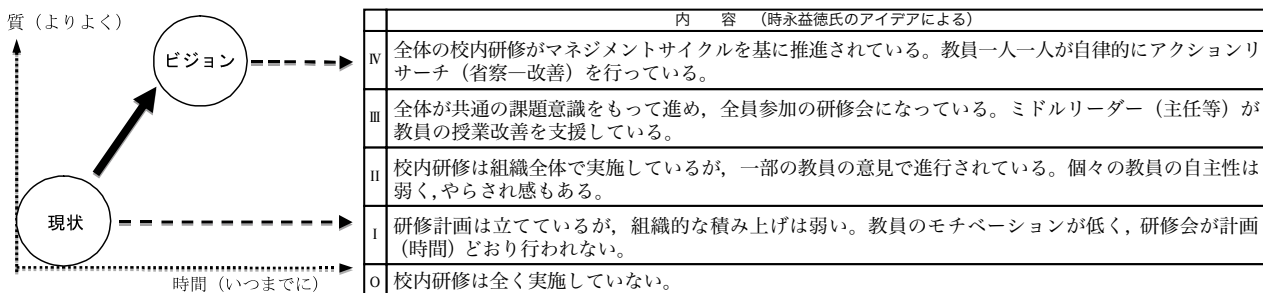 質（よりよく）
ビジョン
現状
時間（いつまでに）
内　容　（時永益徳氏のアイデアによる）
Ⅳ
全体の校内研修がマネジメントサイクルを基に推進されている。教員一人一人が自律的にアクションリ
サーチ（省察―改善）を行っている。
Ⅲ
全体が共通の課題意識をもって進め，全員参加の研修会になっている。ミドルリーダー（主任等）が
教員の授業改善を支援している。
Ⅱ
校内研修は組織全体で実施しているが，一部の教員の意見で進行されている。個々の教員の自主性は
弱く，やらされ感もある。
Ⅰ
研修計画は立てているが，組織的な積み上げは弱い。教員のモチベーションが低く，研修会が計画
（時間）どおり行われない。
0
校内研修は全く実施していない。